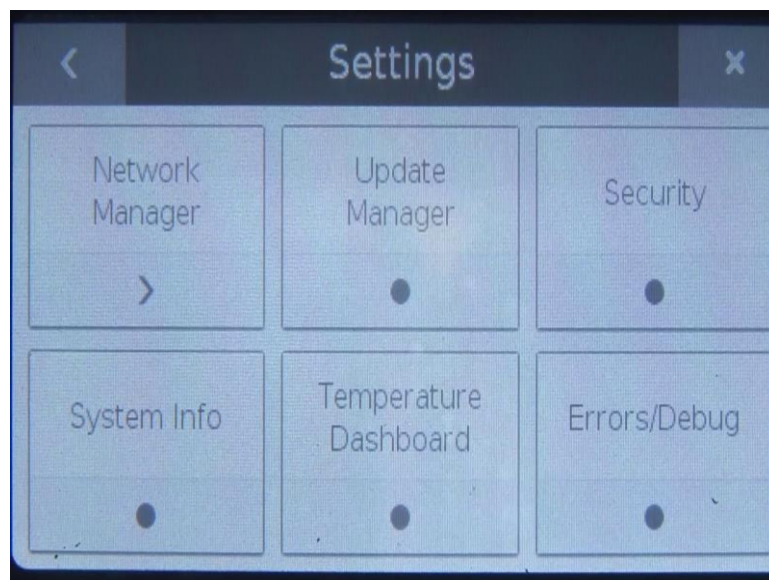 Settings
Network
Manager
Update
Manager
Security
System Info
Temperature
Dashboard
Errors/Debug